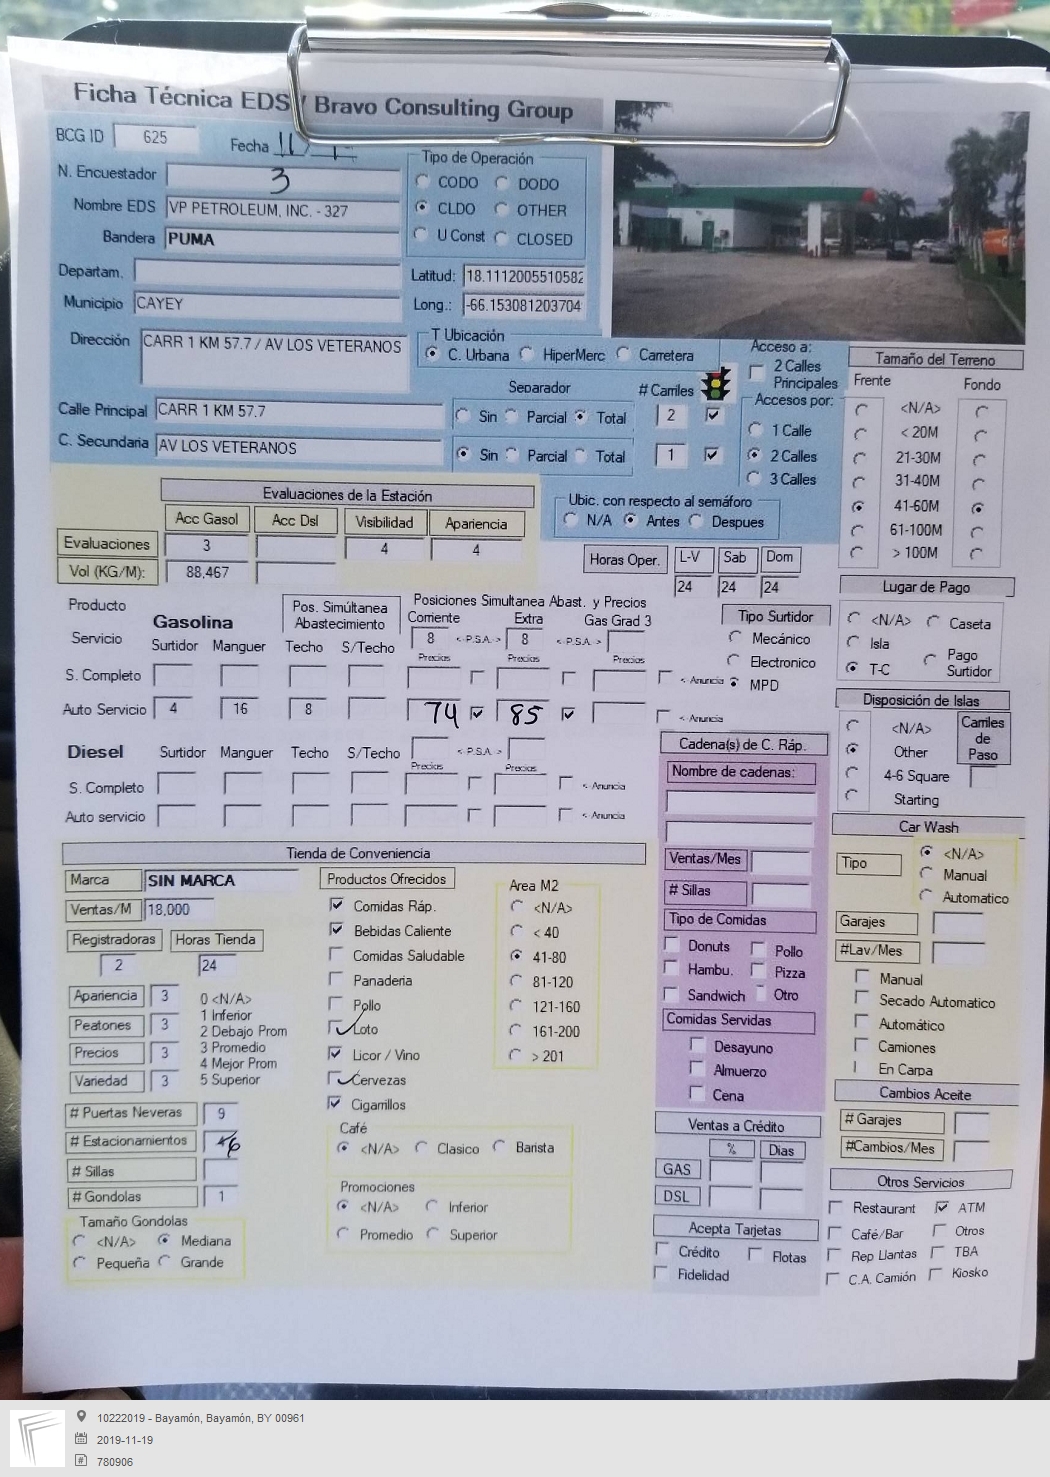 Ficha Técnica EDS / Bravo Consulting Group
BCG ID 625 Fecha 11/
N. Encuestador 3
Nombre EDS VP PETROLEUM, INC. - 327
Bandera PUMA
Departam.
Municipio CAYEY
Tipo de Operación
CODO DODO
CLDO OTHER
U Const CLOSED
Latitud: 18.1112005510582
Long.: -66.153081203704
Dirección CARR 1 KM 57.7 / AV LOS VETERANOS
T Ubicación
C. Urbana HiperMerc Carretera
Calle Principal CARR 1 KM 57.7
C. Secundaria AV LOS VETERANOS
Separador # Carriles
Sin Parcial Total 2
Sin Parcial Total 1
Acceso a:
2 Calles Principales
Accesos por:
1 Calle
2 Calles
3 Calles
Ubic. con respecto al semáforo
N/A Antes Despues
Tamaño del Terreno
Frente Fondo
<N/A>
< 20M
21-30M
31-40M
41-60M
61-100M
> 100M
Evaluaciones de la Estación
Acc Gasol Acc Dsl Visibilidad Apariencia
Evaluaciones 3 4 4
Vol (KG/M): 88,467
Horas Oper. L-V Sab Dom
24 24 24
Producto Gasolina
Pos. Simúltanea Abastecimiento
Posiciones Simultanea Abast. y Precios
Corriente Extra Gas Grad 3
8 <-P.S.A.-> 8 <-P.S.A.->
Servicio Surtidor Manguer Techo S/Techo Precios Precios Precios
S. Completo <-Anuncia
Auto Servicio 4 16 8 74 85 <-Anuncia
Diesel Surtidor Manguer Techo S/Techo <-P.S.A.->
Precios Precios
S. Completo <-Anuncia
Auto servicio <-Anuncia
Tipo Surtidor
Mecánico
Electronico
MPD
Lugar de Pago
<N/A> Caseta
Isla
T-C Pago Surtidor
Disposición de Islas
<N/A>
Other
4-6 Square
Starting
Carriles de Paso
Tienda de Conveniencia
Marca SIN MARCA
Ventas/M 18,000
Registradoras Horas Tienda
2 24
Apariencia 3
Peatones 3
Precios 3
Variedad 3
0 <N/A>
1 Inferior
2 Debajo Prom
3 Promedio
4 Mejor Prom
5 Superior
# Puertas Neveras 9
# Estacionamientos 6
# Sillas
# Gondolas 1
Tamaño Gondolas
<N/A> Mediana
Pequeña Grande
Productos Ofrecidos
Comidas Ráp.
Bebidas Caliente
Comidas Saludable
Panaderia
Pollo
Loto
Licor / Vino
Cervezas
Cigarrillos
Area M2
<N/A>
< 40
41-80
81-120
121-160
161-200
> 201
Café
<N/A> Clasico Barista
Promociones
<N/A> Inferior
Promedio Superior
Cadena(s) de C. Ráp.
Nombre de cadenas:
Ventas/Mes
# Sillas
Tipo de Comidas
Donuts Pollo
Hambu. Pizza
Sandwich Otro
Comidas Servidas
Desayuno
Almuerzo
Cena
Ventas a Crédito
% Dias
GAS
DSL
Acepta Tarjetas
Crédito Flotas
Fidelidad
Car Wash
Tipo <N/A>
Manual
Automatico
Garajes
#Lav/Mes
Manual
Secado Automatico
Automático
Camiones
En Carpa
Cambios Aceite
# Garajes
#Cambios/Mes
Otros Servicios
Restaurant ATM
Café/Bar Otros
Rep Llantas TBA
C.A. Camión Kiosko
10222019 - Bayamón, Bayamón, BY 00961
2019-11-19
780906